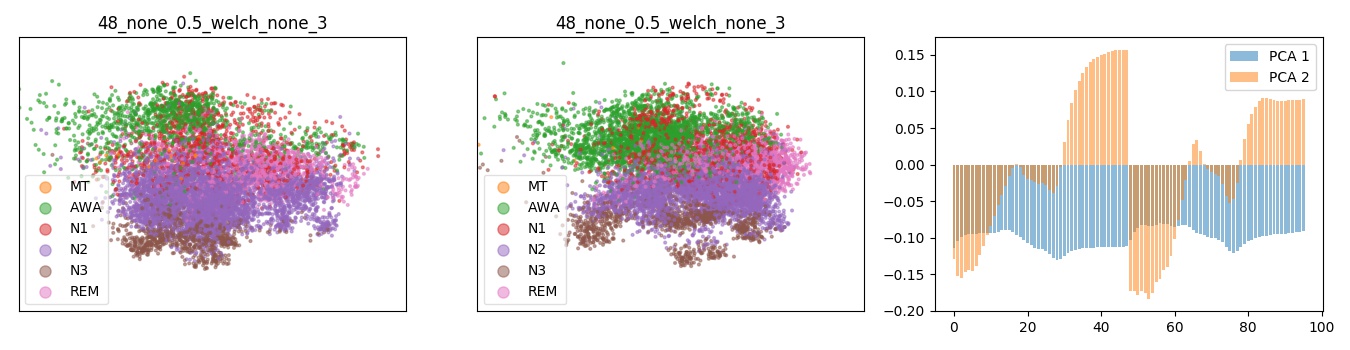 48_none_0.5_welch_none_3
MT
AWA
N1
N2
N3
REM
48_none_0.5_welch_none_3
MT
AWA
N1
N2
N3
REM
PCA 1
PCA 2
0.15
0.10
0.05
0.00
−0.05
−0.10
−0.15
−0.20
0 20 40 60 80 100